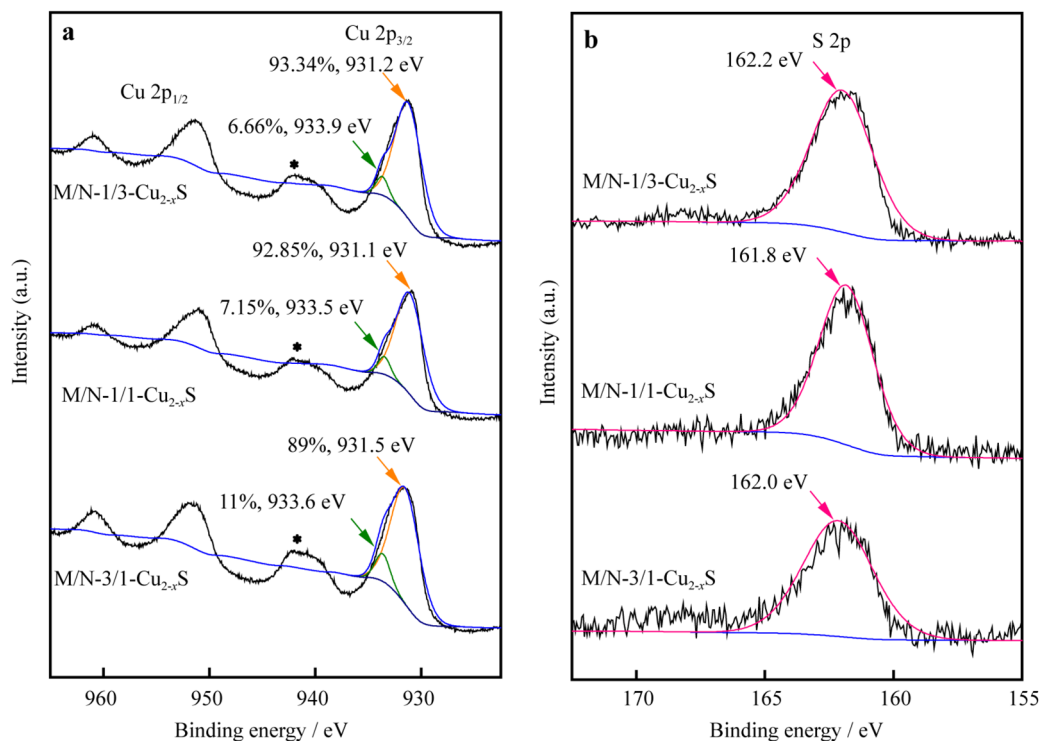 a
Cu 2p3/2
93.34%, 931.2 eV
Cu 2p1/2
6.66%, 933.9 eV
*
M/N-1/3-Cu2-xS
92.85%, 931.1 eV
7.15%, 933.5 eV
*
M/N-1/1-Cu2-xS
89%, 931.5 eV
11%, 933.6 eV
*
M/N-3/1-Cu2-xS
Intensity (a.u.)
960 950 940 930
Binding energy / eV
b
S 2p
162.2 eV
M/N-1/3-Cu2-xS
161.8 eV
M/N-1/1-Cu2-xS
162.0 eV
M/N-3/1-Cu2-xS
Intensity (a.u.)
170 165 160 155
Binding energy / eV